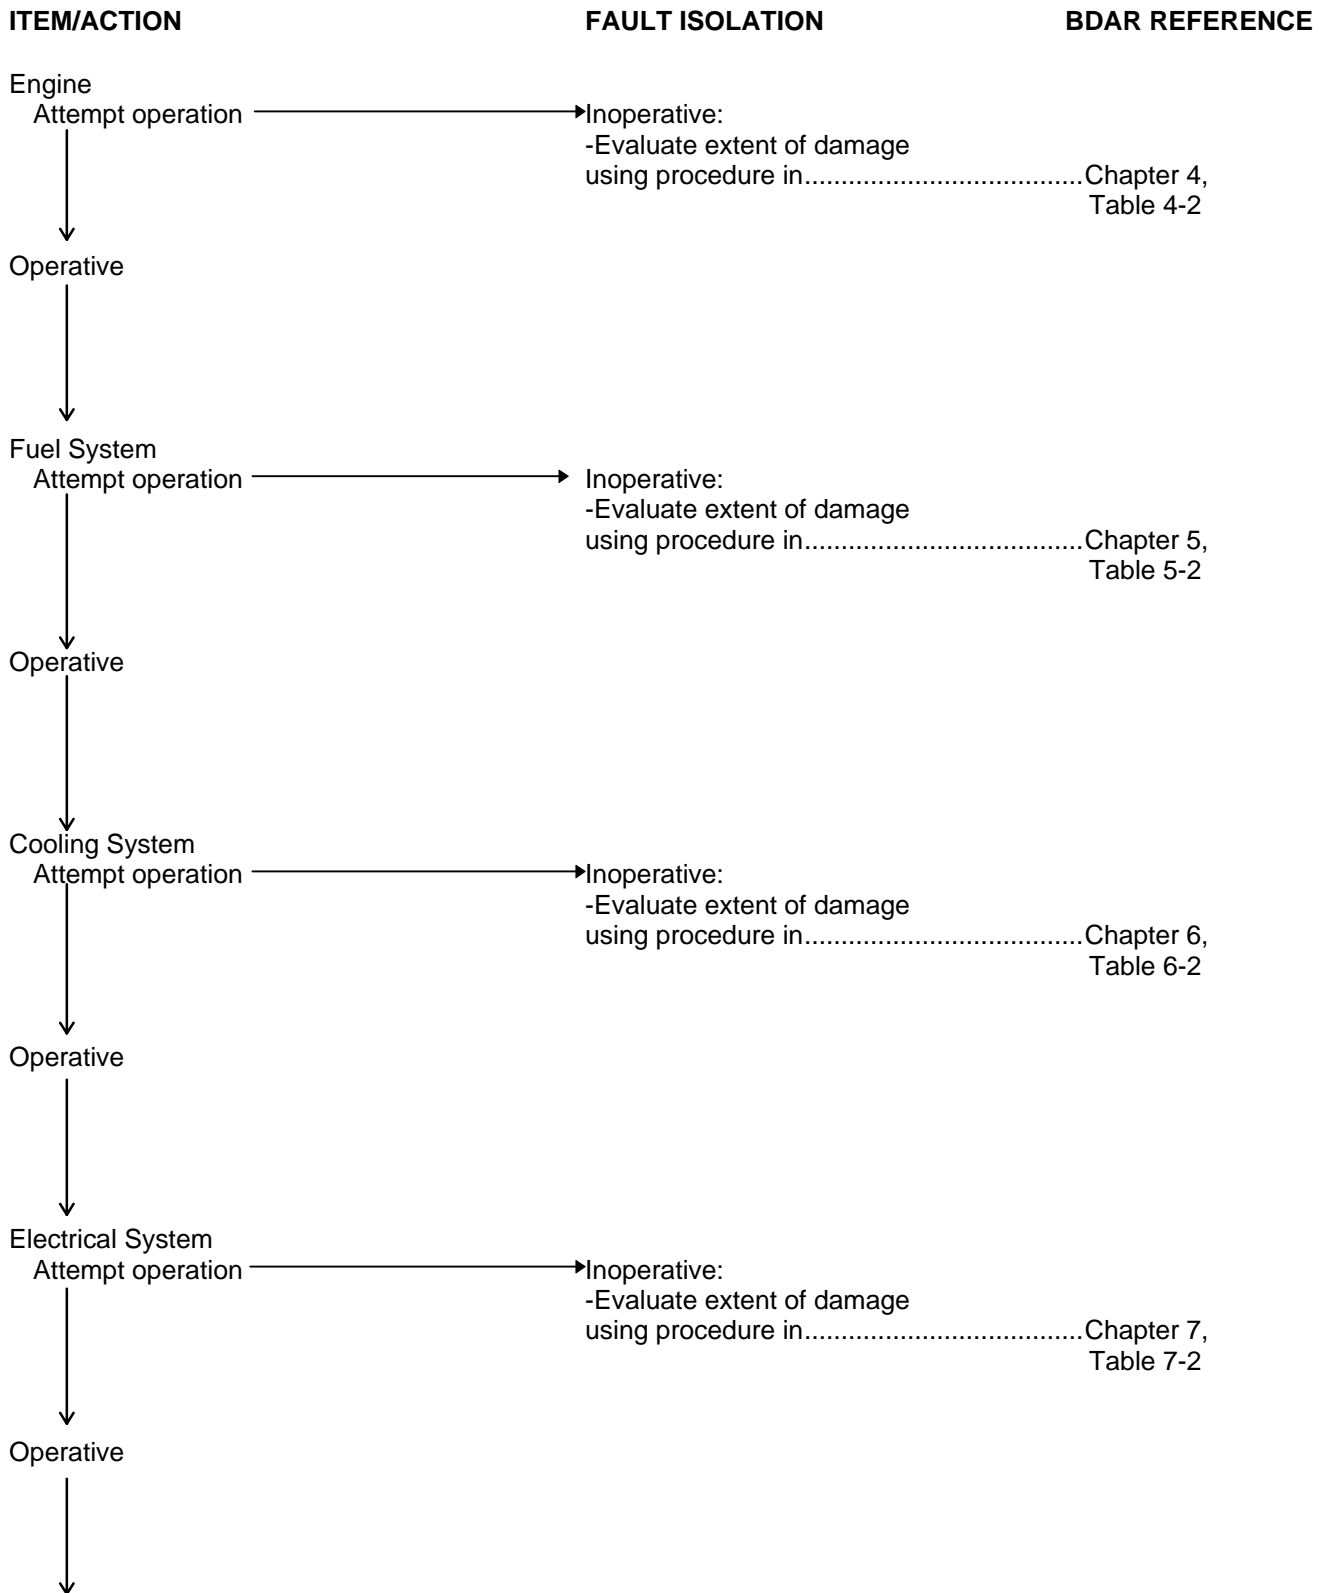 ITEM/ACTION FAULT ISOLATION BDAR REFERENCE
Engine
Attempt operation Inoperative:
-Evaluate extent of damage
using procedure in......................................Chapter 4,
Table 4-2
Operative
Fuel System
Attempt operation Inoperative:
-Evaluate extent of damage
using procedure in......................................Chapter 5,
Table 5-2
Operative
Cooling System
Attempt operation Inoperative:
-Evaluate extent of damage
using procedure in......................................Chapter 6,
Table 6-2
Operative
Electrical System
Attempt operation Inoperative:
-Evaluate extent of damage
using procedure in......................................Chapter 7,
Table 7-2
Operative